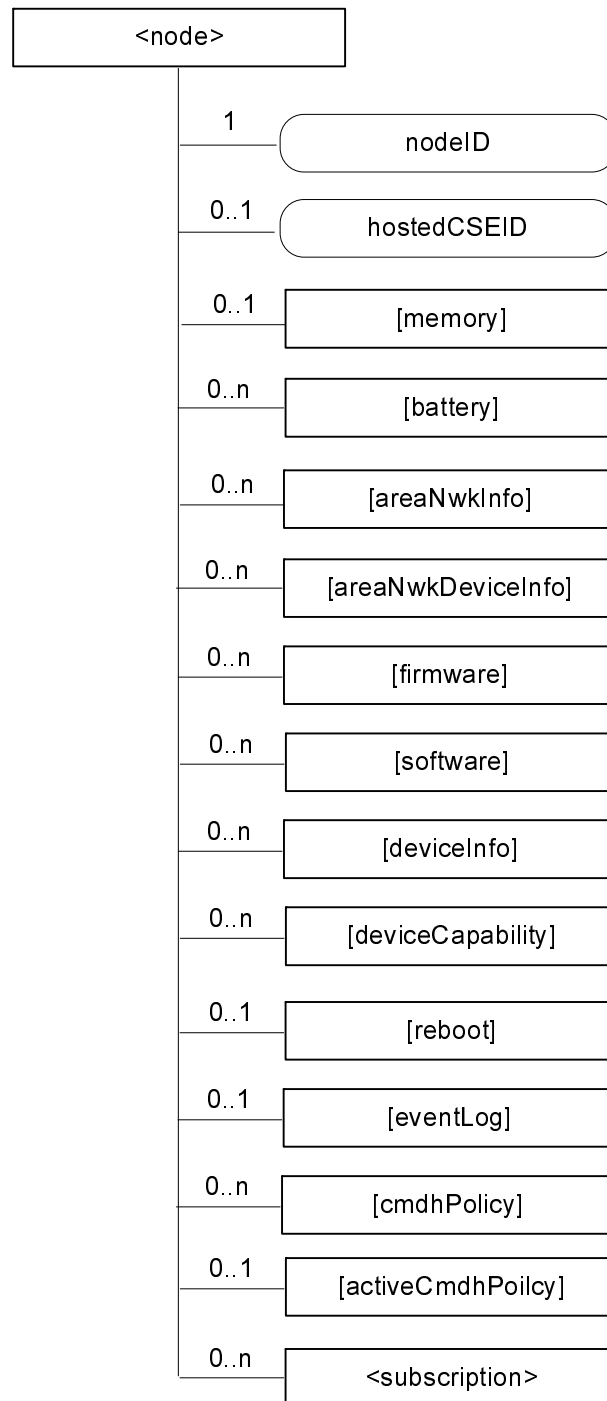 <node>
1
nodeID
0..1
hostedCSEID
0..1
[memory]
0..n
[battery]
0..n
[areaNwkInfo]
0..n
[areaNwkDeviceInfo]
0..n
[firmware]
0..n
[software]
0..n
[deviceInfo]
0..n
[deviceCapability]
0..1
[reboot]
0..1
[eventLog]
0..n
[cmdhPolicy]
0..1
[activeCmdhPoilcy]
0..n
<subscription>